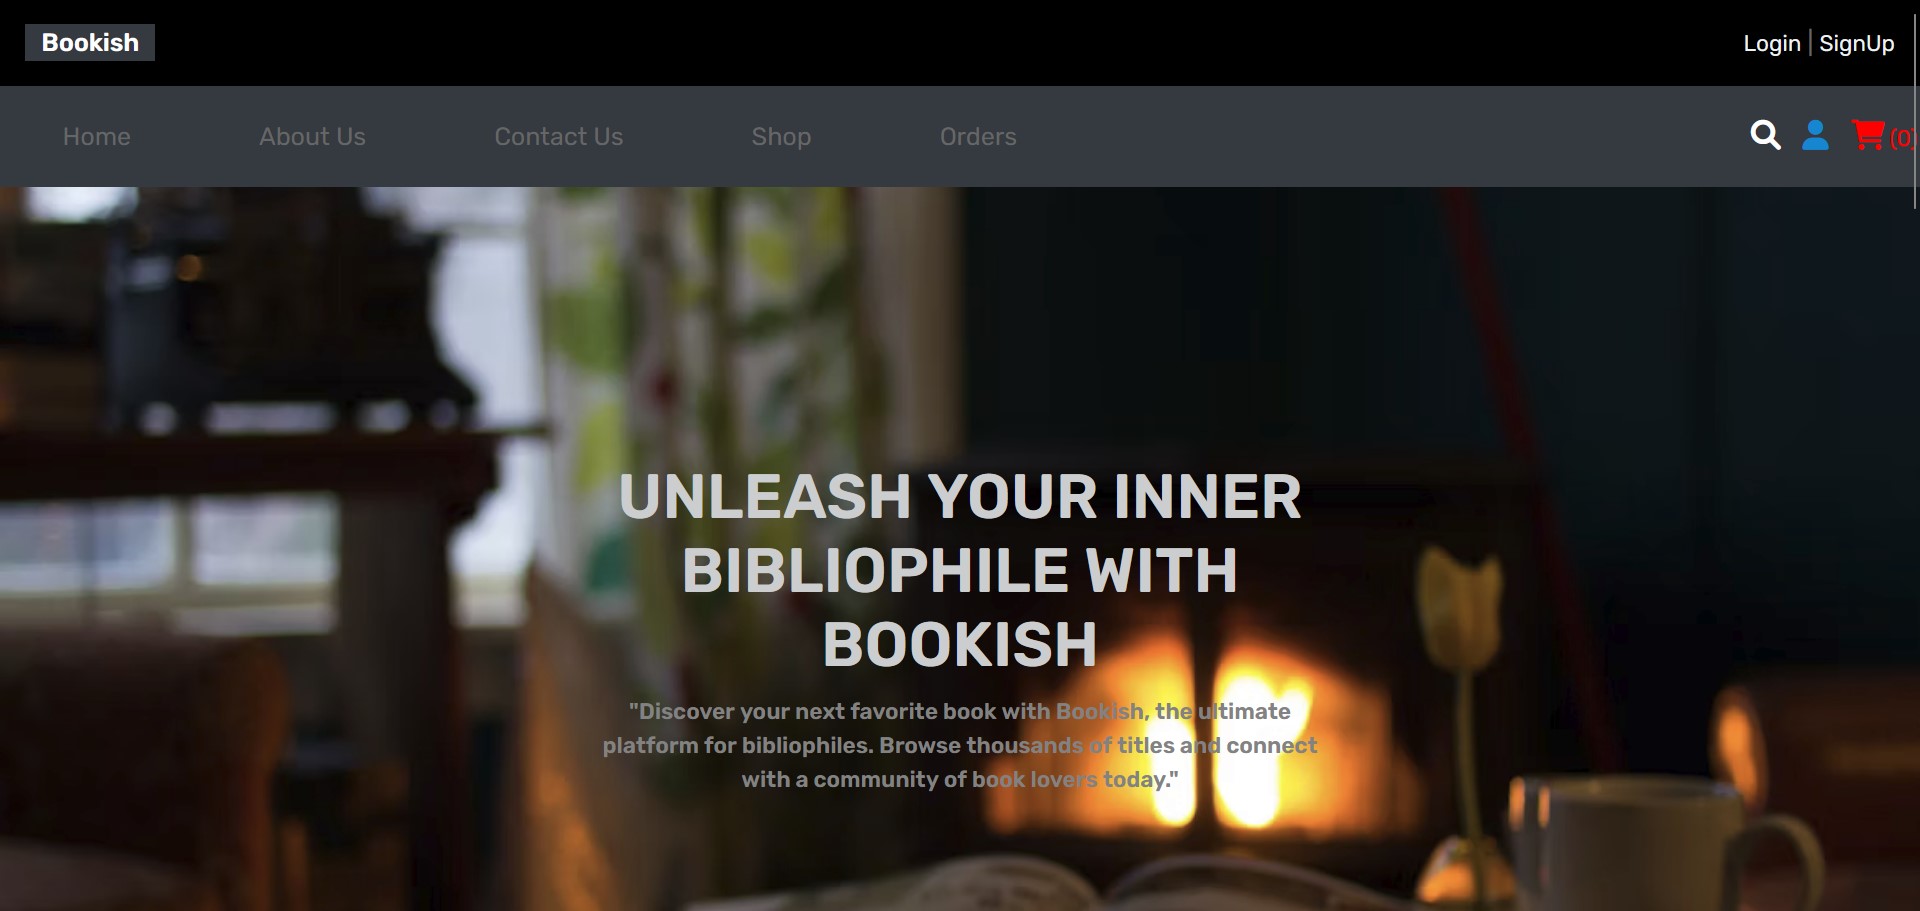 Bookish
Login | SignUp
Home About Us Contact Us Shop Orders
(0)
UNLEASH YOUR INNER
BIBLIOPHILE WITH
BOOKISH
"Discover your next favorite book with Bookish, the ultimate
platform for bibliophiles. Browse thousands of titles and connect
with a community of book lovers today."